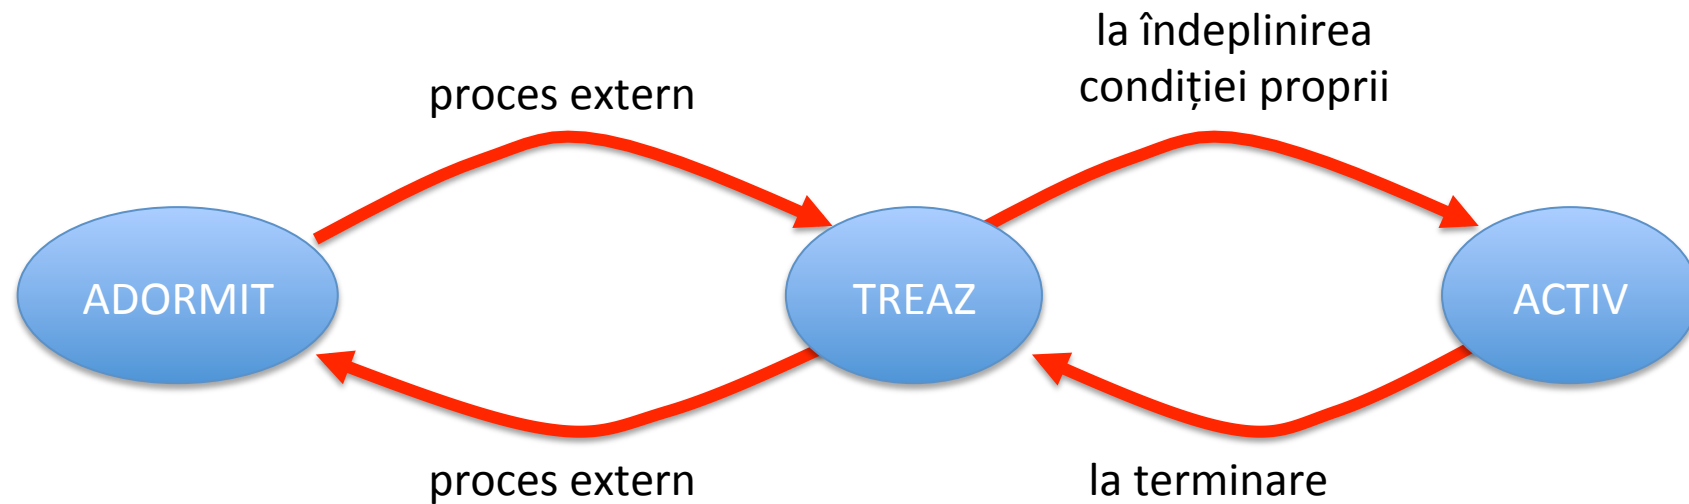 la îndeplinirea
condiției proprii
proces extern
ADORMIT
TREAZ
ACTIV
proces extern
la terminare